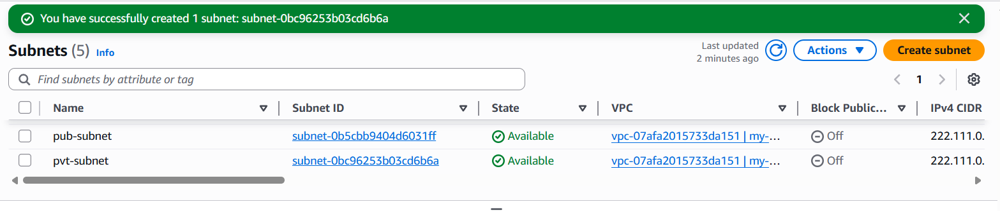 You have successfully created 1 subnet: subnet-0bc96253b03cd6b6a
Subnets (5) Info
Last updated
2 minutes ago
Actions
Create subnet
Find subnets by attribute or tag
1
Name Subnet ID State VPC Block Public... IPv4 CIDR
pub-subnet subnet-0b5cbb9404d6031ff Available vpc-07afa2015733da151 | my-... Off 222.111.0.
pvt-subnet subnet-0bc96253b03cd6b6a Available vpc-07afa2015733da151 | my-... Off 222.111.0.